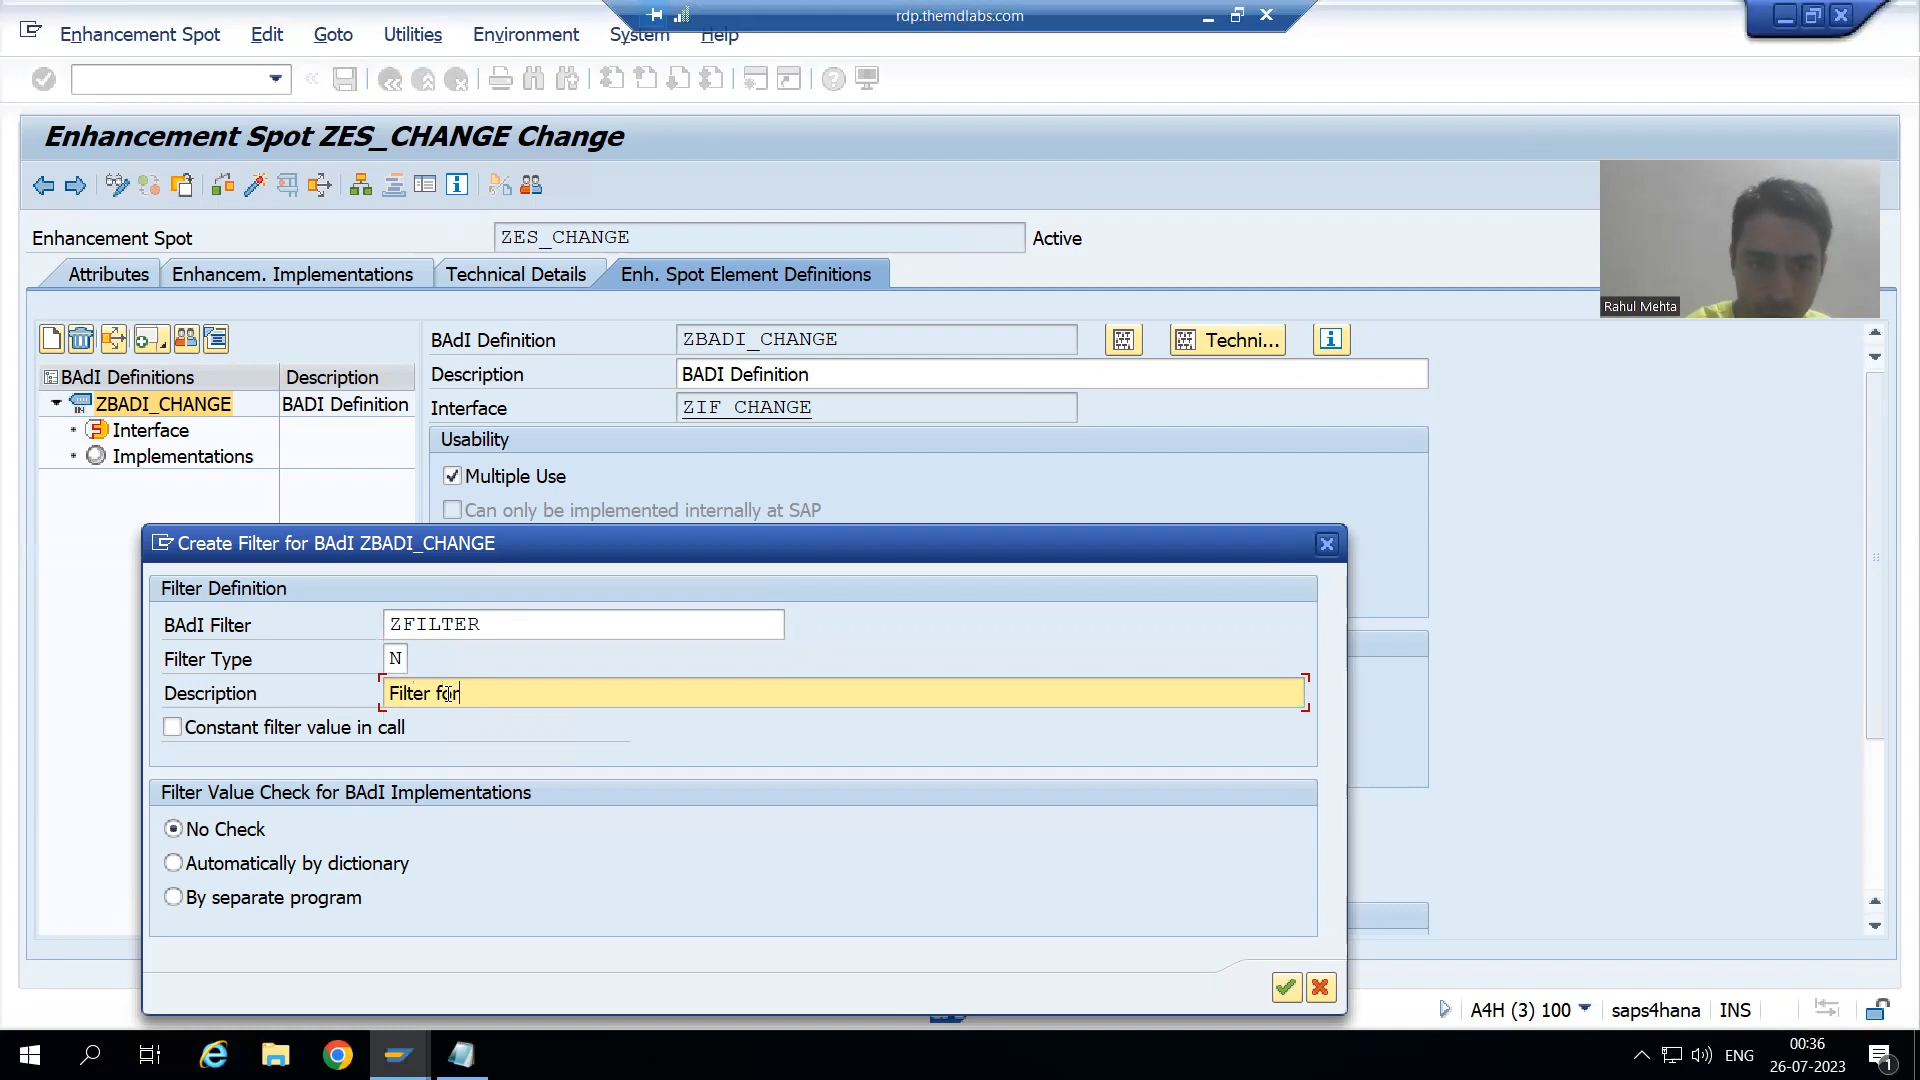 rdp.themdlabs.com
Enhancement Spot Edit Goto Utilities Environment System Help
Enhancement Spot ZES_CHANGE Change
Rahul Mehta
Enhancement Spot ZES_CHANGE Active
Attributes Enhancem. Implementations Technical Details Enh. Spot Element Definitions
BAdI Definition ZBADI_CHANGE Techni...
Description BADI Definition
BAdI Definitions Description
ZBADI_CHANGE BADI Definition
Interface ZIF_CHANGE
Interface
Implementations
Usability
Multiple Use
Can only be implemented internally at SAP
Create Filter for BAdI ZBADI_CHANGE
Filter Definition
BAdI Filter ZFILTER
Filter Type N
Description Filter for
Constant filter value in call
Filter Value Check for BAdI Implementations
No Check
Automatically by dictionary
By separate program
A4H (3) 100 saps4hana INS
ENG 00:36
26-07-2023
1